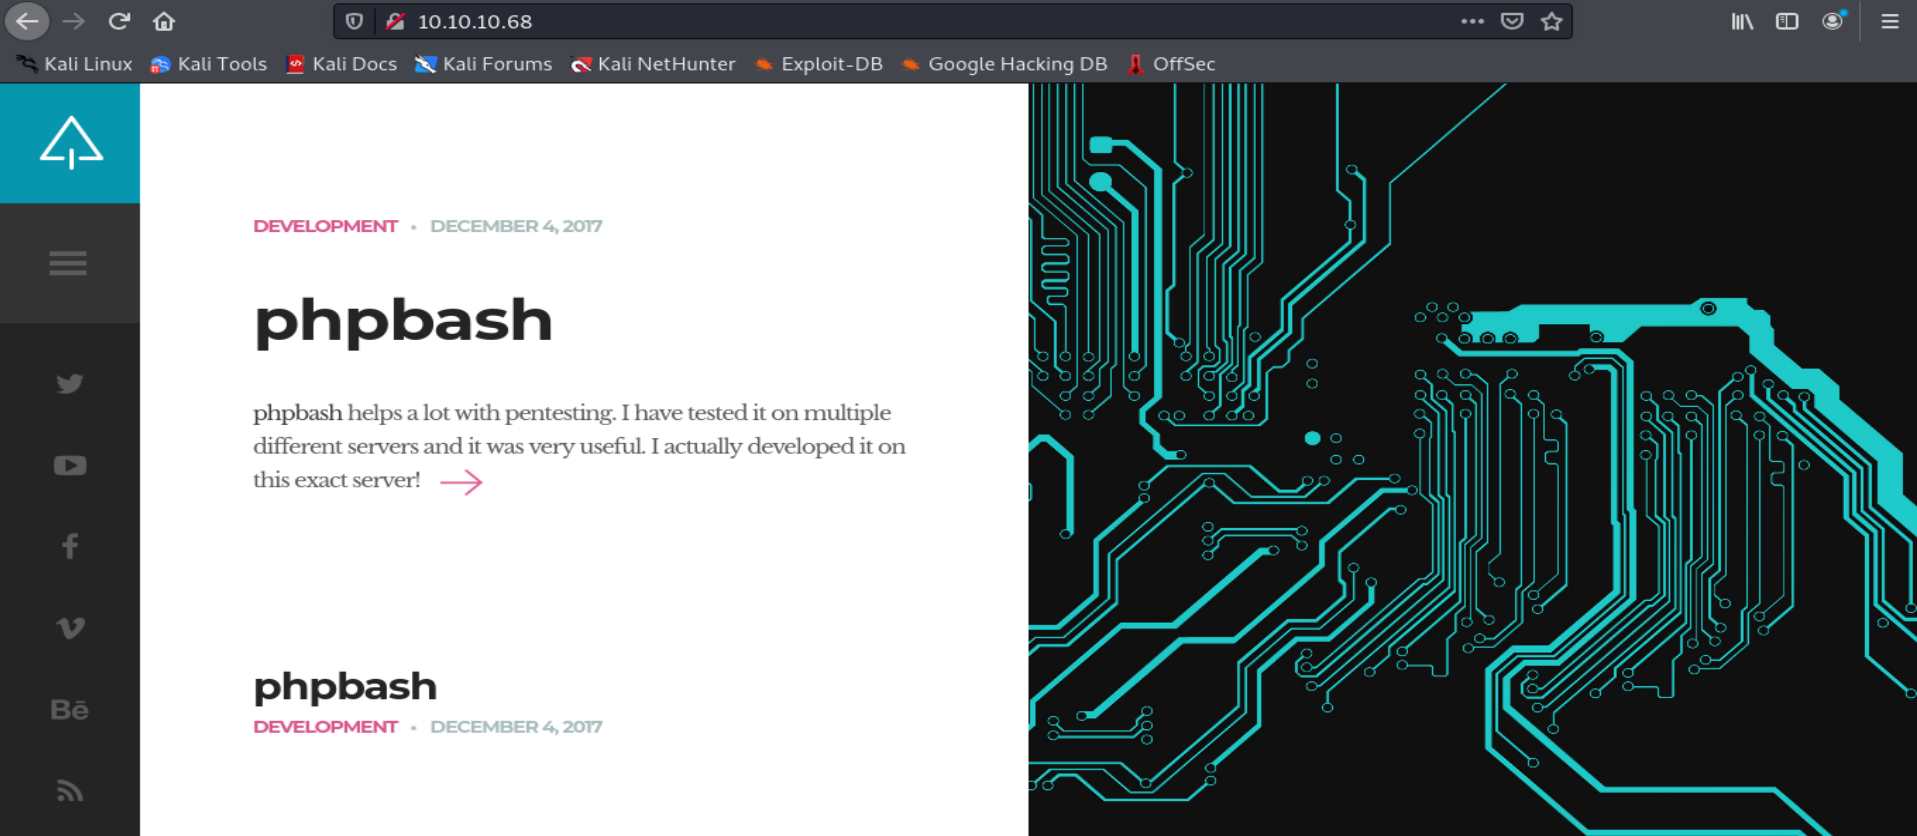 10.10.10.68
Kali Linux Kali Tools Kali Docs Kali Forums Kali NetHunter Exploit-DB Google Hacking DB OffSec
DEVELOPMENT • DECEMBER 4, 2017
phpbash
phpbash helps a lot with pentesting. I have tested it on multiple
different servers and it was very useful. I actually developed it on
this exact server!
Bē
phpbash
DEVELOPMENT • DECEMBER 4, 2017